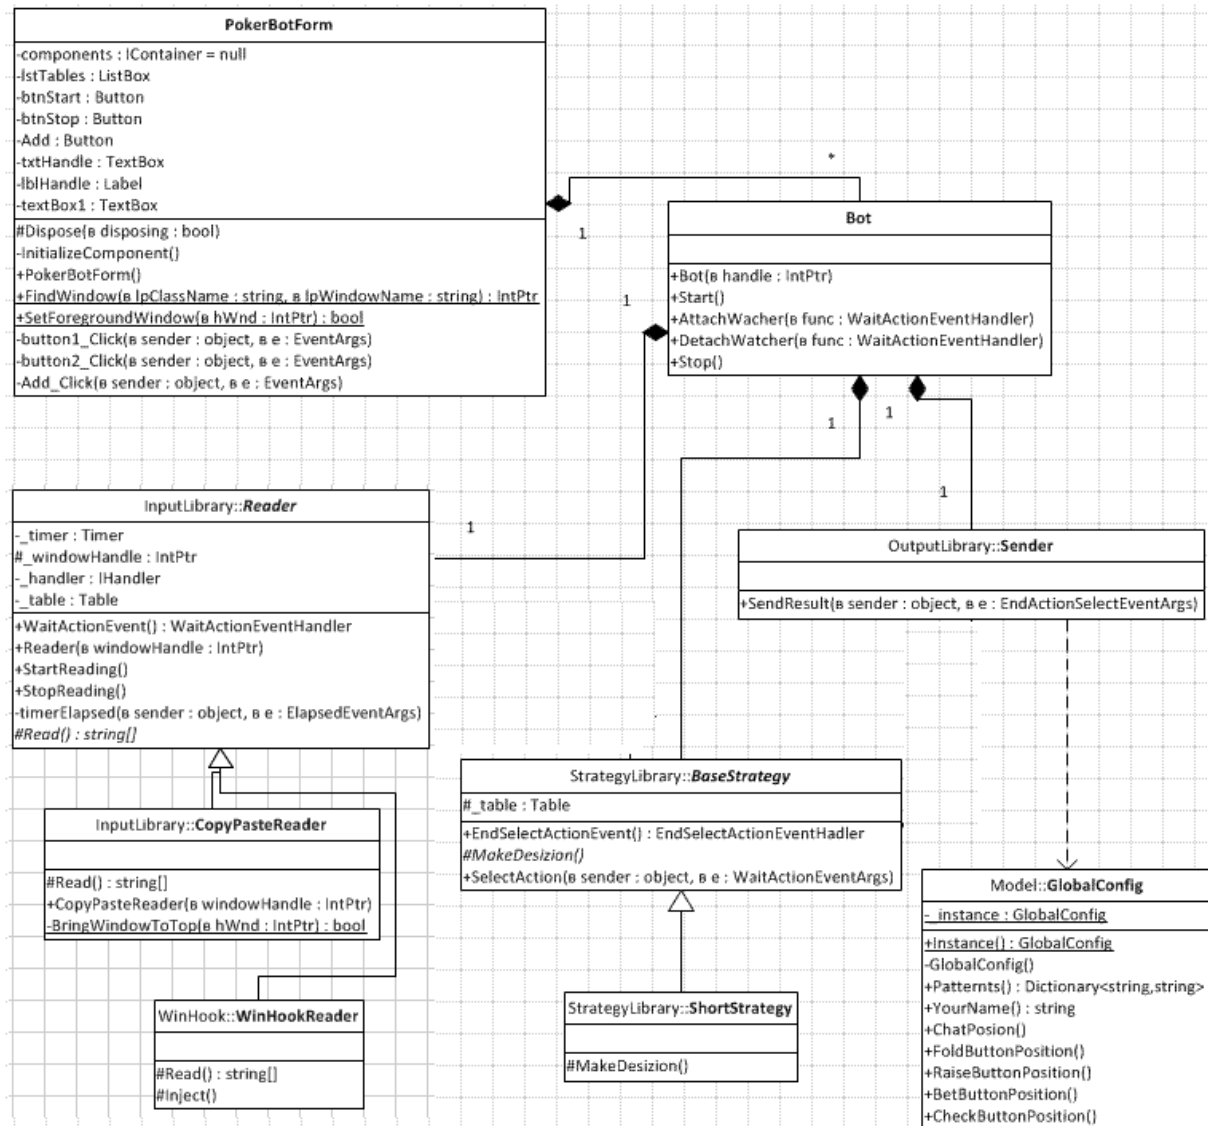 PokerBotForm
-components : IContainer = null
-lstTables : ListBox
-btnStart : Button
-btnStop : Button
-Add : Button
-txtHandle : TextBox
-lblHandle : Label
-textBox1 : TextBox
#Dispose(в disposing : bool)
-InitializeComponent()
+PokerBotForm()
+FindWindow(в lpClassName : string, в lpWindowName : string) : IntPtr
+SetForegroundWindow(в hWnd : IntPtr) : bool
-button1_Click(в sender : object, в e : EventArgs)
-button2_Click(в sender : object, в e : EventArgs)
-Add_Click(в sender : object, в e : EventArgs)
*
1
Bot
+Bot(в handle : IntPtr)
+Start()
+AttachWacher(в func : WaitActionEventHandler)
+DetachWatcher(в func : WaitActionEventHandler)
+Stop()
1
1
1
1
1
InputLibrary::Reader
-_timer : Timer
#_windowHandle : IntPtr
-_handler : IHandler
-_table : Table
+WaitActionEvent() : WaitActionEventHandler
+Reader(в windowHandle : IntPtr)
+StartReading()
+StopReading()
-timerElapsed(в sender : object, в e : ElapsedEventArgs)
#Read() : string[]
OutputLibrary::Sender
+SendResult(в sender : object, в e : EndActionSelectEventArgs)
InputLibrary::CopyPasteReader
#Read() : string[]
+CopyPasteReader(в windowHandle : IntPtr)
-BringWindowToTop(в hWnd : IntPtr) : bool
StrategyLibrary::BaseStrategy
#_table : Table
+EndSelectActionEvent() : EndSelectActionEventHadler
#MakeDesizion()
+SelectAction(в sender : object, в e : WaitActionEventArgs)
WinHook::WinHookReader
#Read() : string[]
#Inject()
StrategyLibrary::ShortStrategy
#MakeDesizion()
Model::GlobalConfig
-_instance : GlobalConfig
+Instance() : GlobalConfig
-GlobalConfig()
+Patternts() : Dictionary<string,string>
+YourName() : string
+ChatPosion()
+FoldButtonPosition()
+RaiseButtonPosition()
+BetButtonPosition()
+CheckButtonPosition()